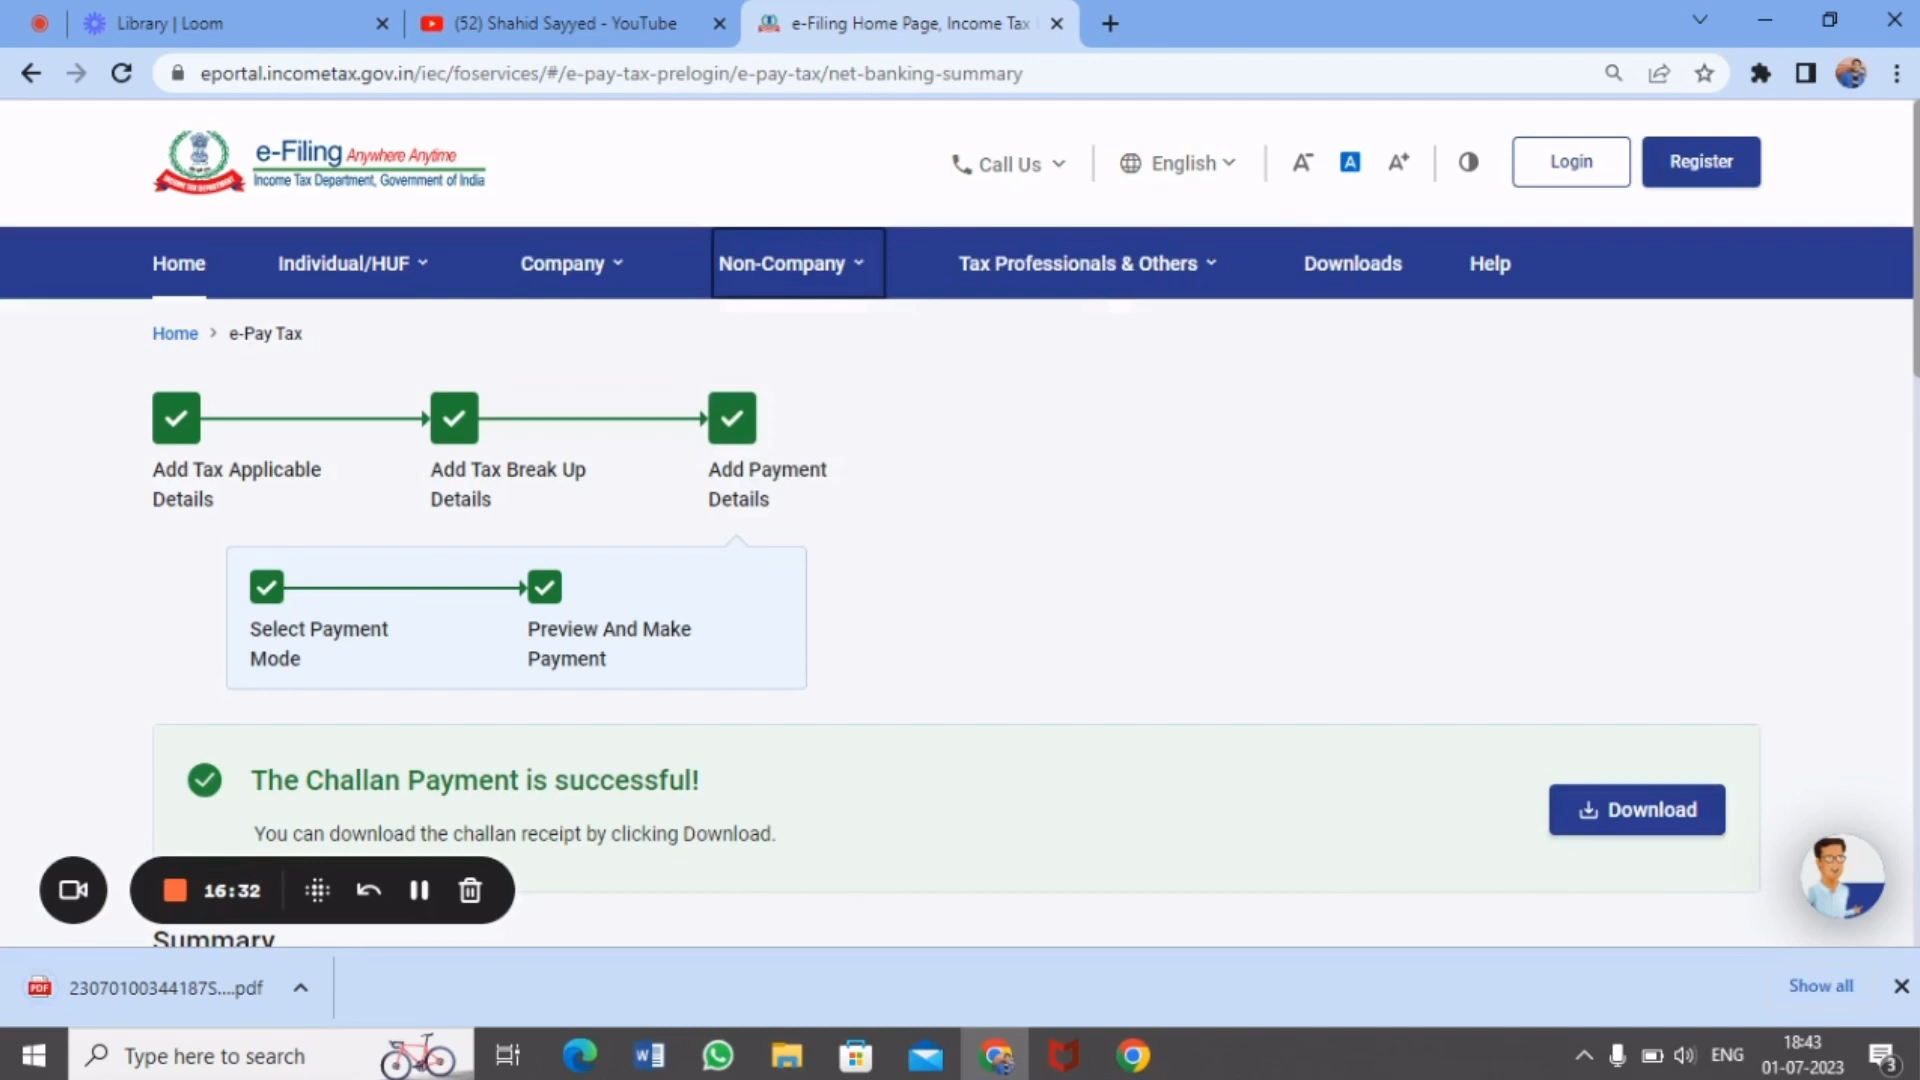 Library | Loom
(52) Shahid Sayyed - YouTube
e-Filing Home Page, Income Tax
eportal.incometax.gov.in/iec/foservices/#/e-pay-tax-prelogin/e-pay-tax/net-banking-summary
e-Filing Anywhere Anytime
Income Tax Department, Government of India
INCOME TAX DEPARTMENT
Call Us
English
A-
A
A+
Login
Register
Home
Individual/HUF
Company
Non-Company
Tax Professionals & Others
Downloads
Help
Home > e-Pay Tax
Add Tax Applicable
Details
Add Tax Break Up
Details
Add Payment
Details
Select Payment
Mode
Preview And Make
Payment
The Challan Payment is successful!
You can download the challan receipt by clicking Download.
Download
16:32
Summary
PDF
23070100344187S....pdf
Show all
Type here to search
ENG
18:43
01-07-2023
3